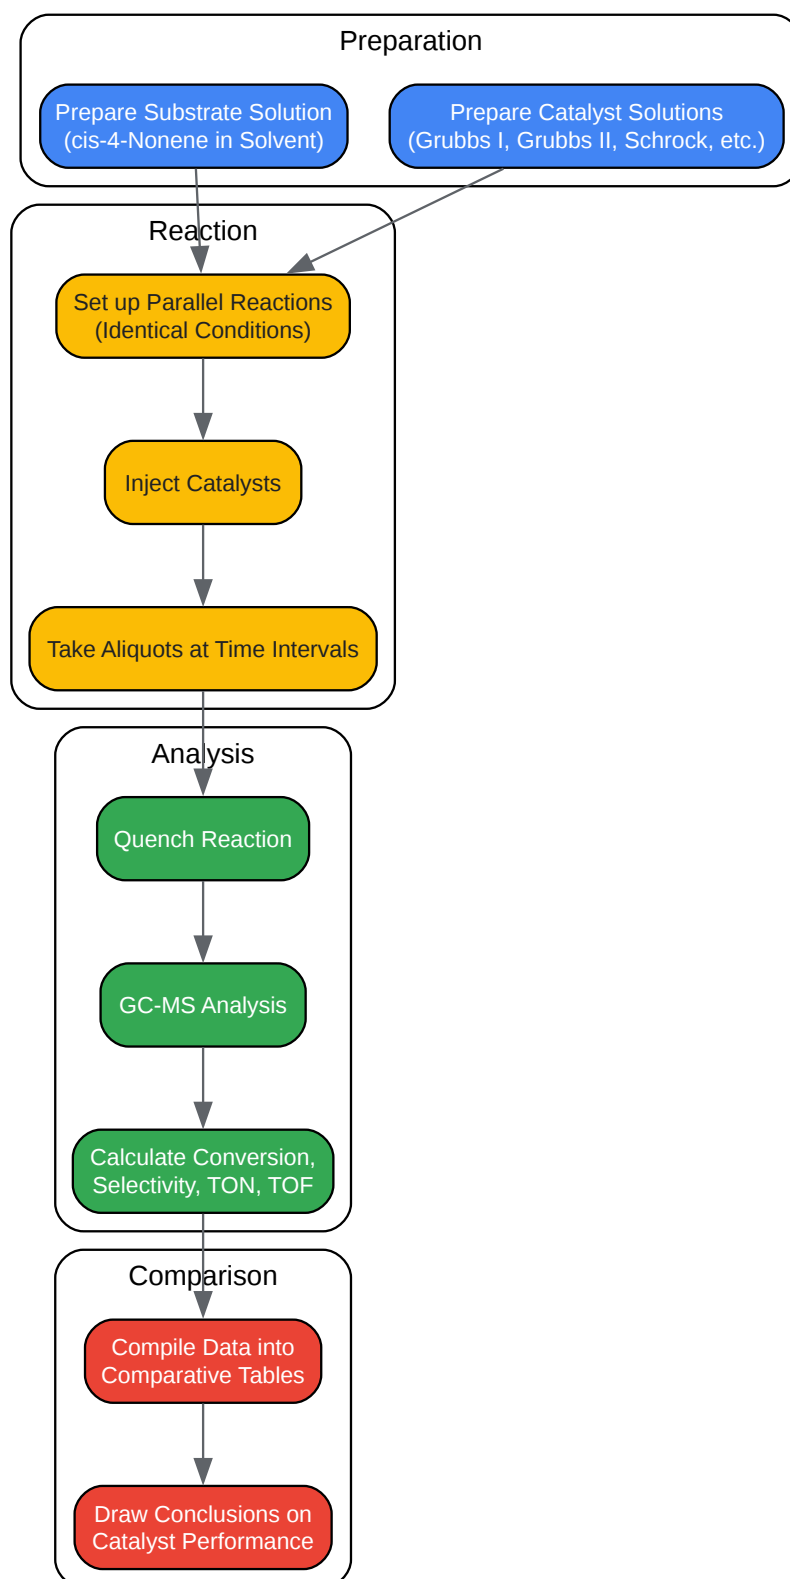 Preparation
Prepare Substrate Solution
(cis-4-Nonene in Solvent)
Prepare Catalyst Solutions
(Grubbs I, Grubbs II, Schrock, etc.)
Reaction
Set up Parallel Reactions
(Identical Conditions)
Inject Catalysts
Take Aliquots at Time Intervals
Analysis
Quench Reaction
GC-MS Analysis
Calculate Conversion,
Selectivity, TON, TOF
Comparison
Compile Data into
Comparative Tables
Draw Conclusions on
Catalyst Performance